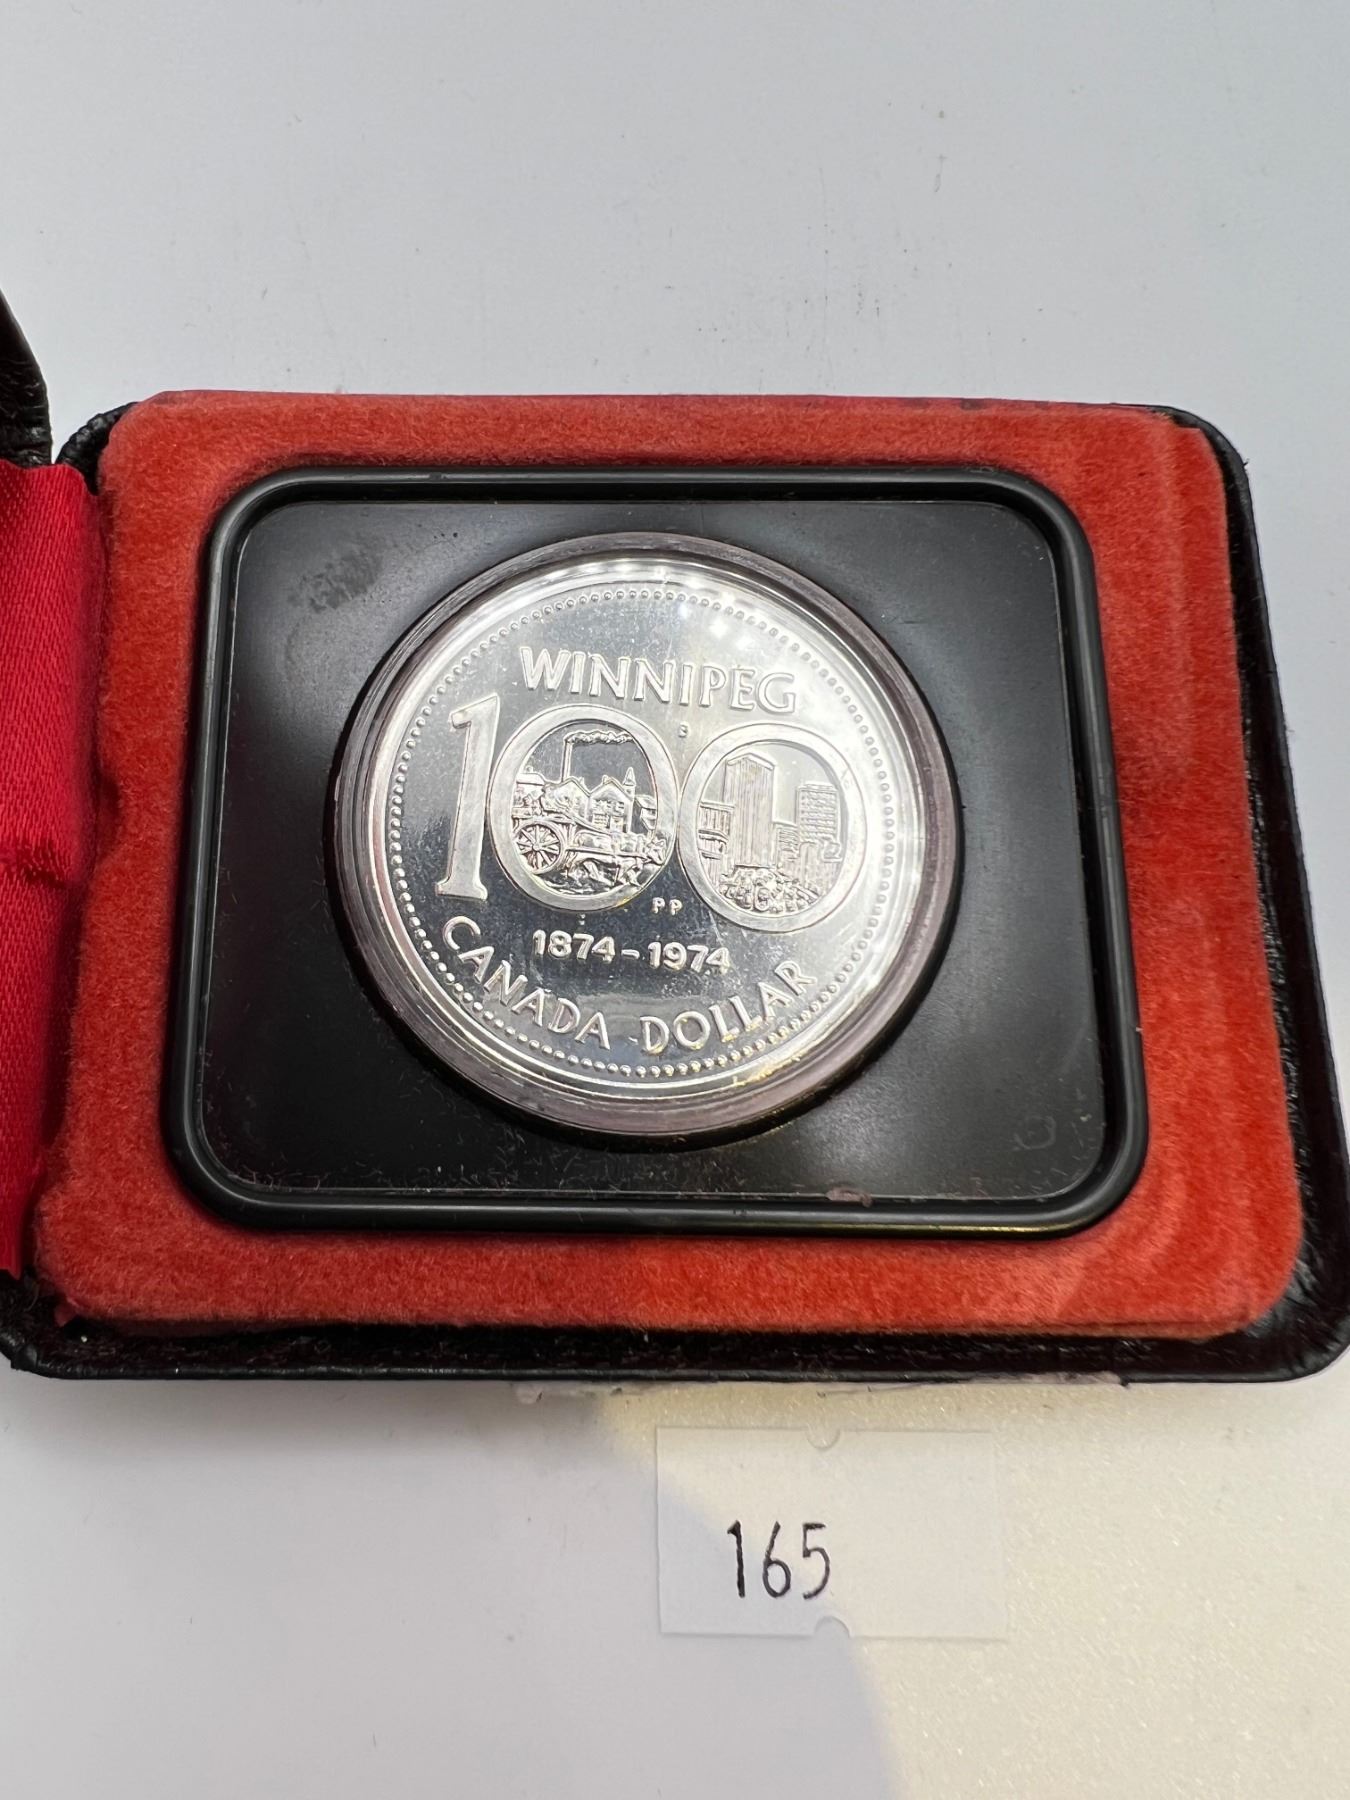 WINNIPEG
100
PP
1874-1974
CANADA DOLLAR
165